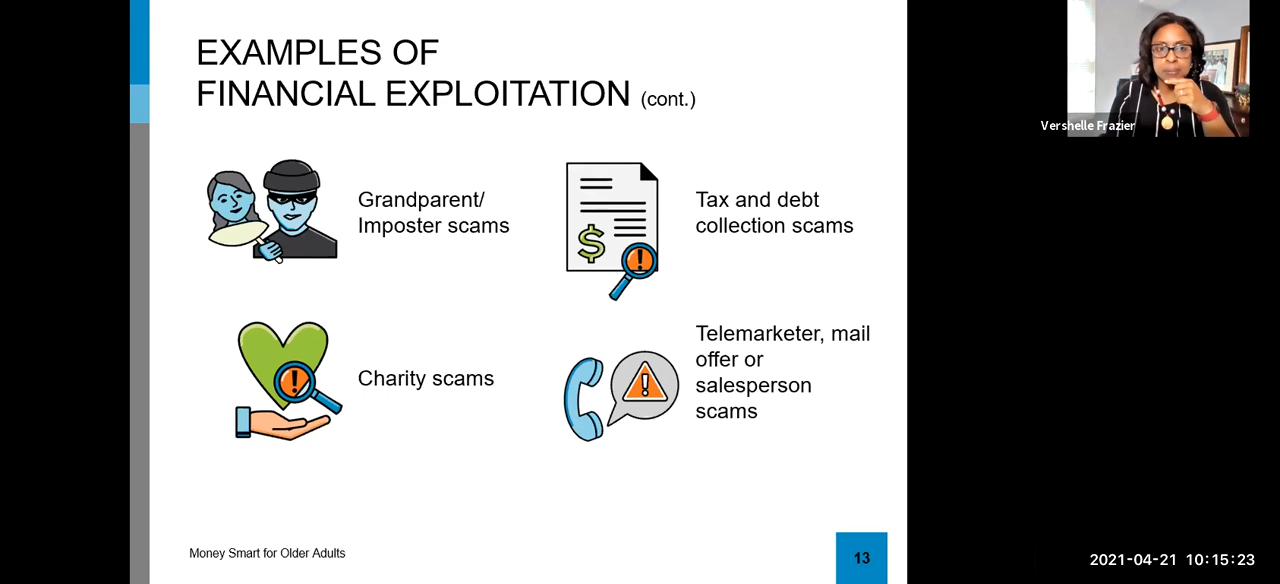 EXAMPLES OF
FINANCIAL EXPLOITATION (cont.)
Grandparent/
Imposter scams
Tax and debt
collection scams
Charity scams
Telemarketer, mail
offer or
salesperson
scams
Money Smart for Older Adults
13
Vershelle Frazier
2021-04-21 10:15:23